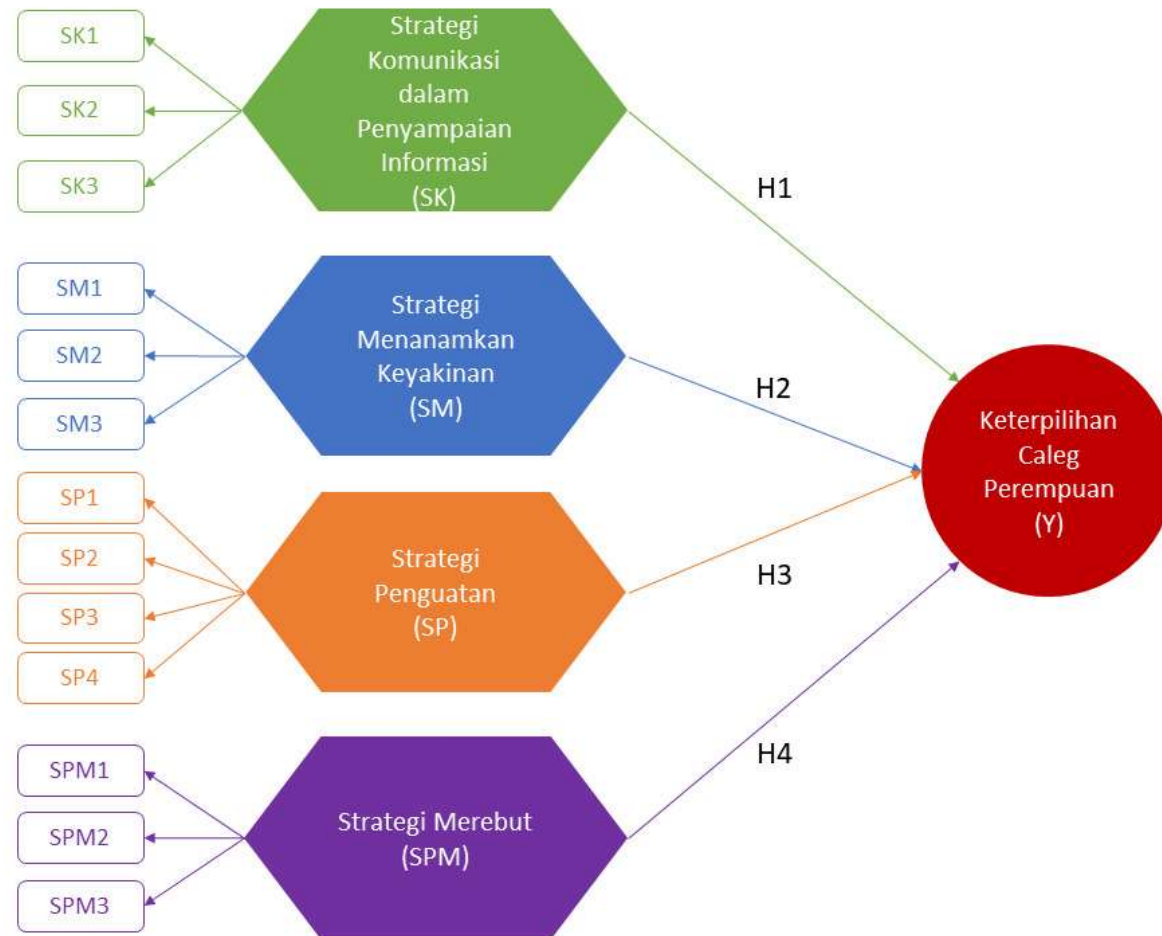 SK1
SK2
SK3
Strategi
Komunikasi
dalam
Penyampaian
Informasi
(SK)
H1
SM1
SM2
SM3
Strategi
Menanamkan
Keyakinan
(SM)
H2
Keterpilihan
Caleg
Perempuan
(Y)
SP1
SP2
SP3
SP4
Strategi
Penguatan
(SP)
H3
SPM1
SPM2
SPM3
Strategi Merebut
(SPM)
H4